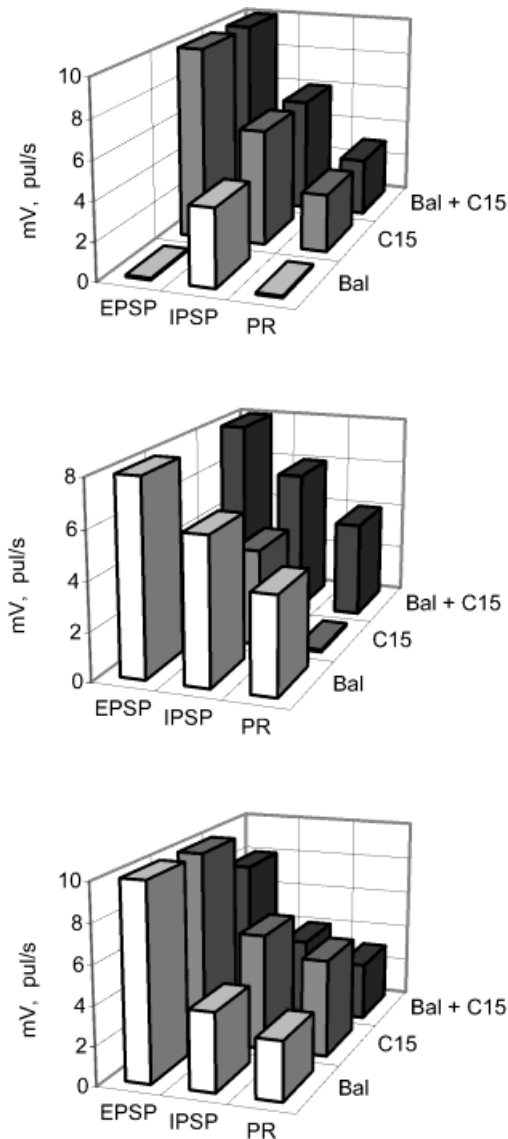 10
8
6
4
2
0
mV, pul/s
EPSP
IPSP
PR
Bal
C15
Bal + C15
8
6
4
2
0
mV, pul/s
EPSP
IPSP
PR
Bal
C15
Bal + C15
10
8
6
4
2
0
mV, pul/s
EPSP
IPSP
PR
Bal
C15
Bal + C15